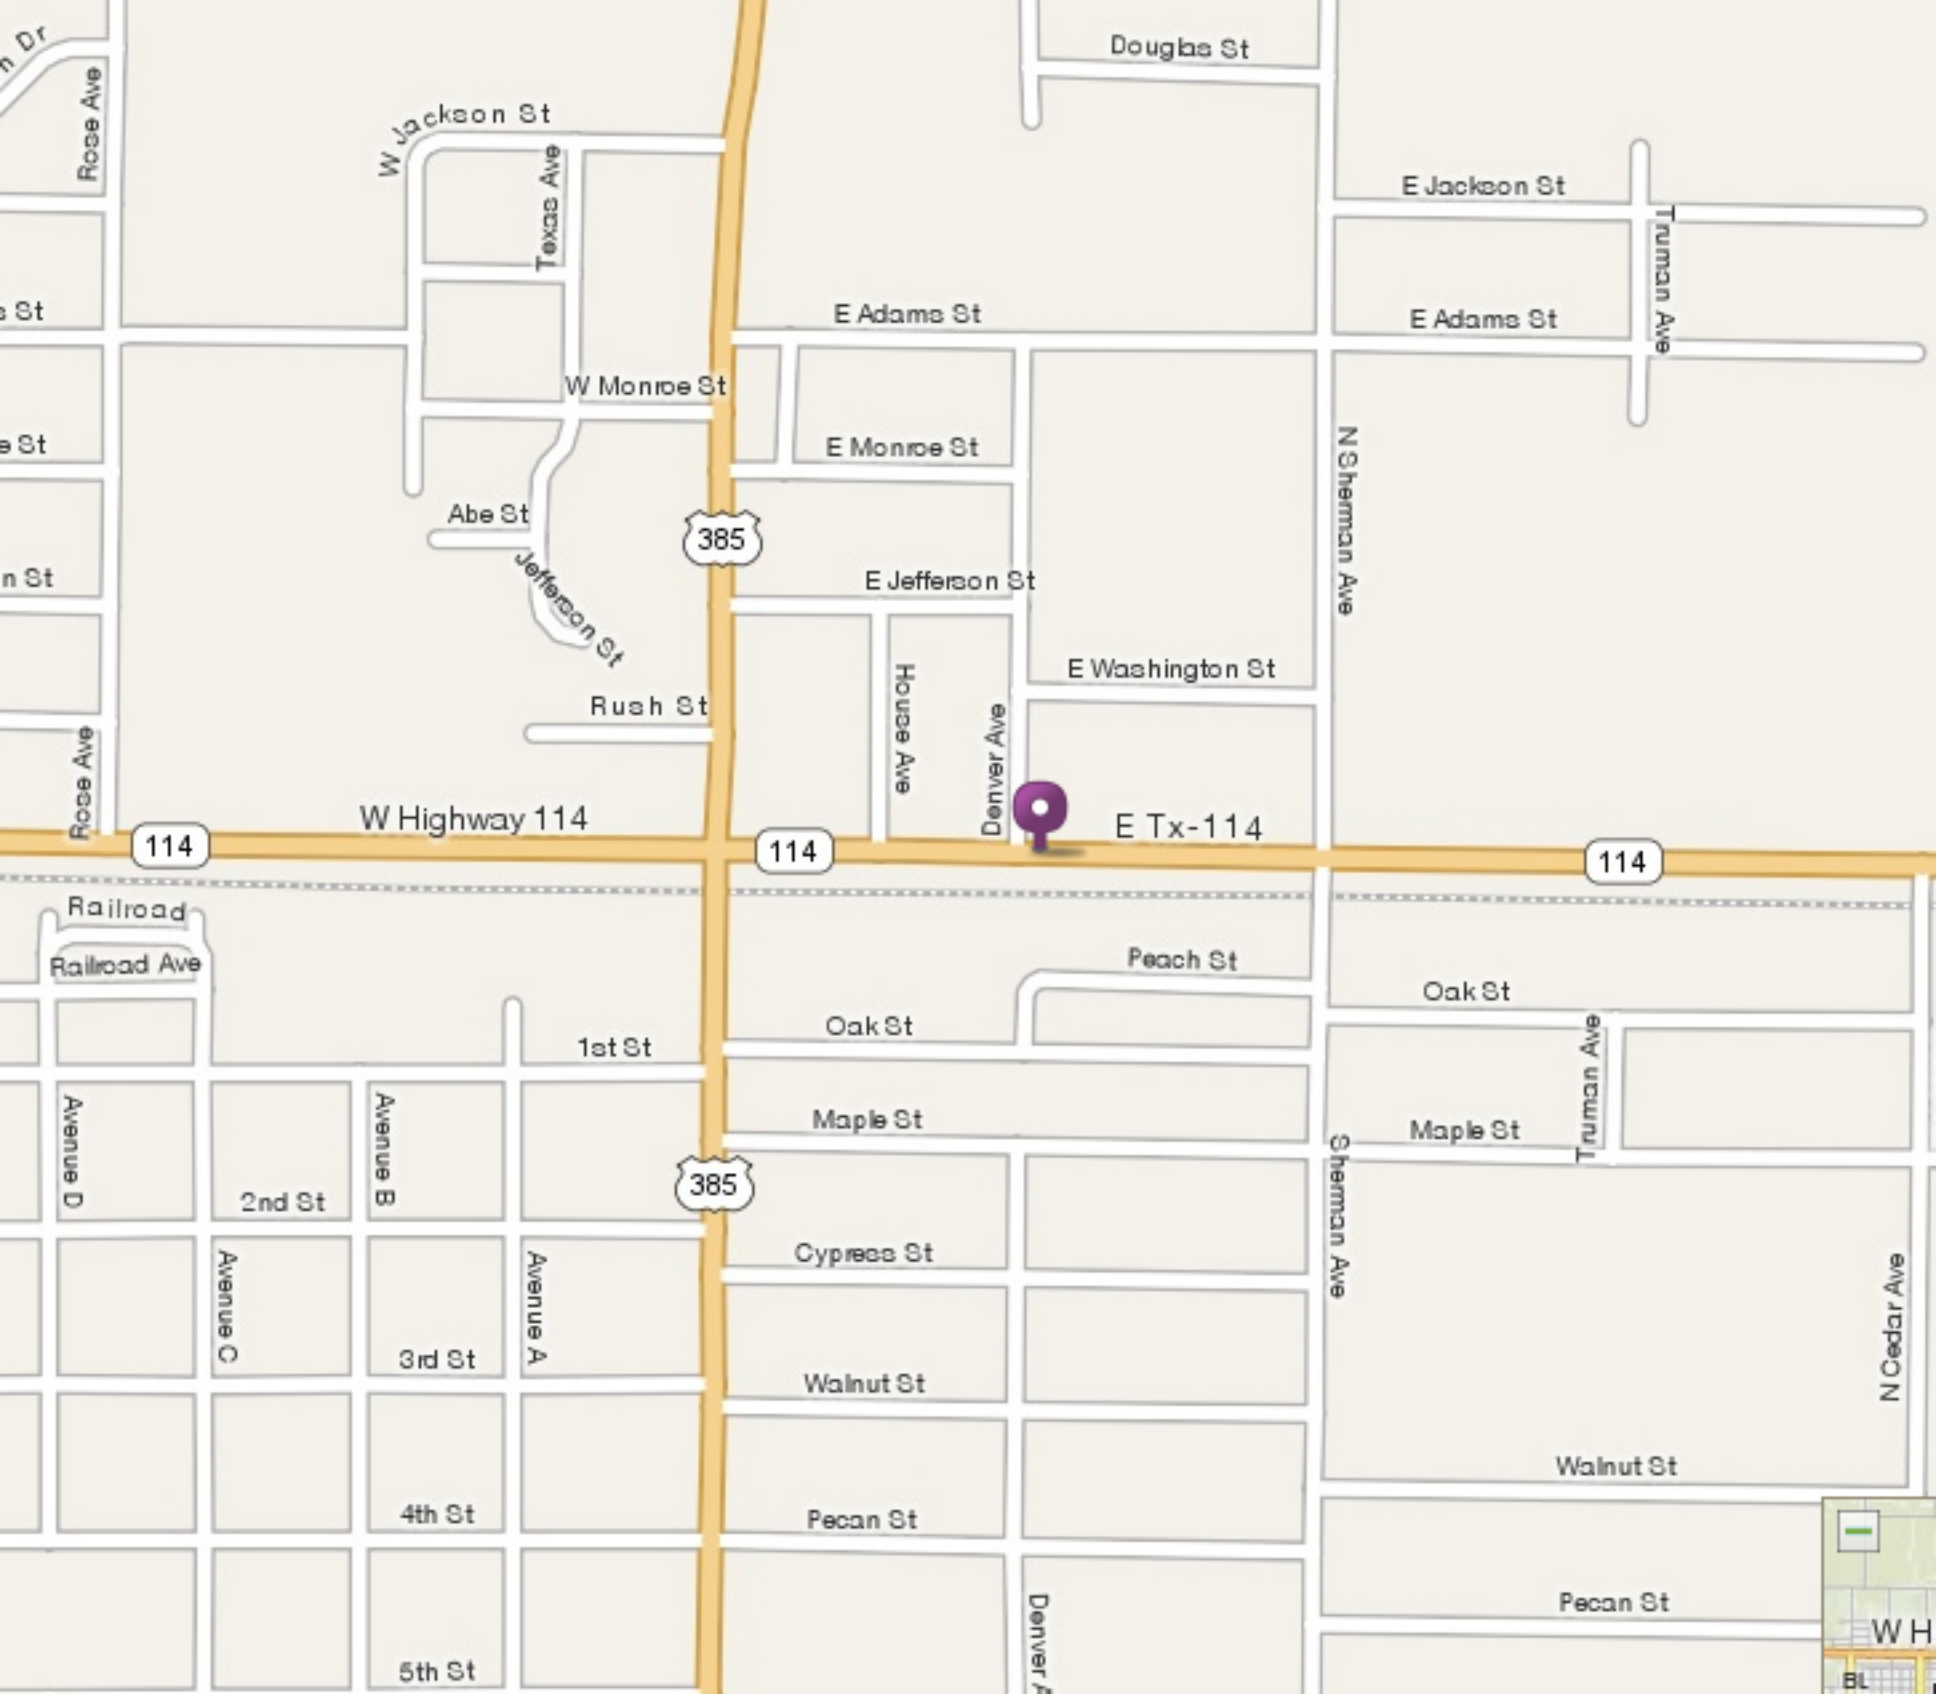 n Dr
Douglas St
Rose Ave
W Jackson St
Texas Ave
E Jackson St
Truman Ave
s St
E Adams St
E Adams St
W Monroe St
e St
E Monroe St
N Sherman Ave
Abe St
385
Jefferson St
n St
E Jefferson St
E Washington St
House Ave
Rush St
Denver Ave
Rose Ave
W Highway 114
E Tx-114
114
114
114
Railroad
Railroad Ave
Peach St
Oak St
Oak St
1st St
Truman Ave
Avenue D
Avenue B
Maple St
Maple St
Sherman Ave
385
2nd St
Cypress St
Avenue C
Avenue A
N Cedar Ave
3rd St
Walnut St
Walnut St
4th St
Pecan St
Pecan St
Denver A
W H
BL
5th St